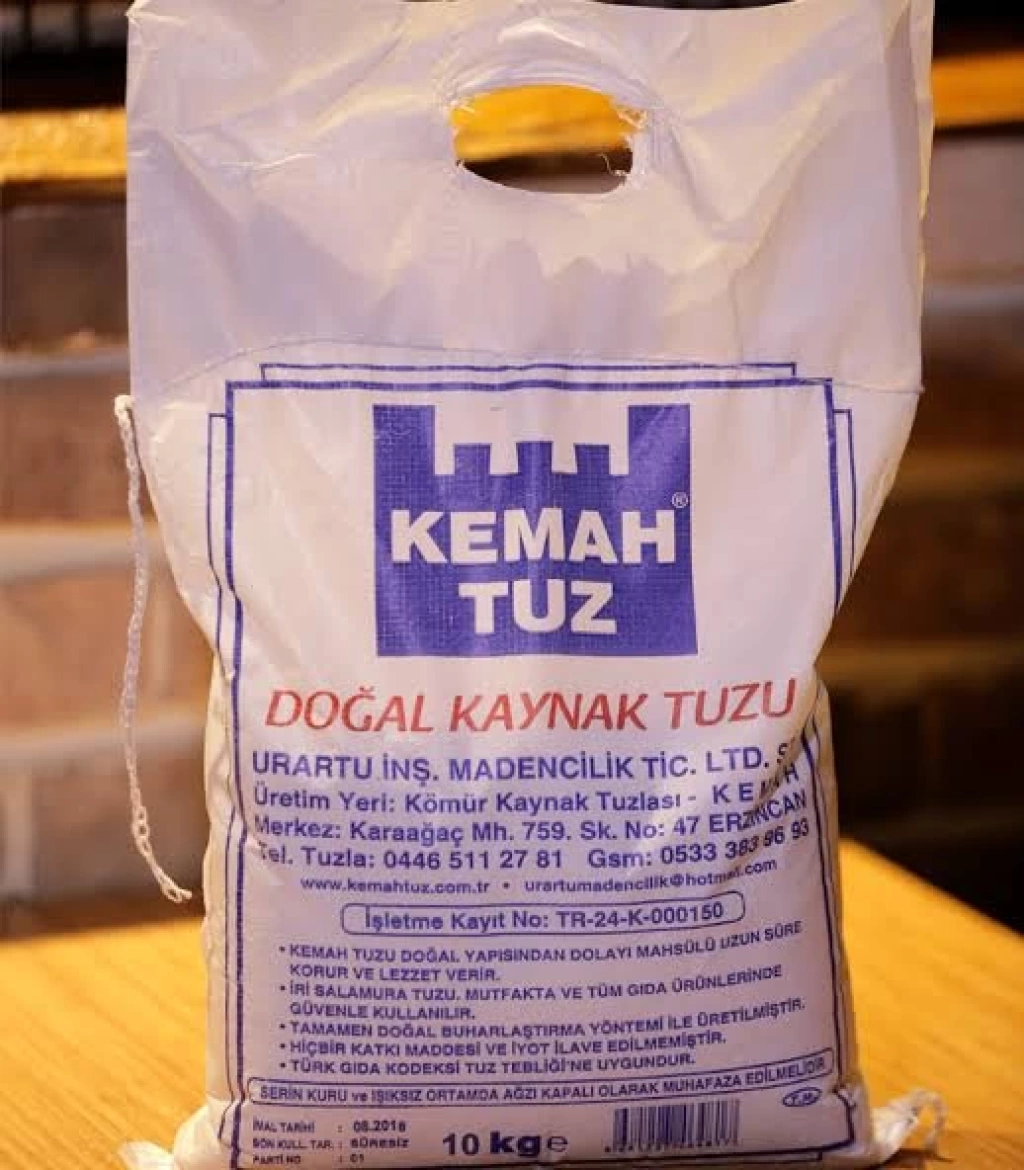 KEMAH
TUZ
®
DOĞAL KAYNAK TUZU
URARTU İNŞ. MADENCİLİK TİC. LTD.
Üretim Yeri: Kömür Kaynak Tuzlası - KEMAH
Merkez: Karaağaç Mh. 759. Sk. No: 47 ERZİNCAN
Tel. Tuzla: 0446 511 27 81 Gsm: 0533 383 96 93
www.kemahtuz.com.tr • urartumadencilik@hotmail.com
İşletme Kayıt No: TR-24-K-000150
• KEMAH TUZU DOĞAL YAPISINDAN DOLAYI MAHSÜLÜ UZUN SÜRE
KORUR VE LEZZET VERİR.
• İRİ SALAMURA TUZU. MUTFAKTA VE TÜM GIDA ÜRÜNLERİNDE
GÜVENLE KULLANILIR.
• TAMAMEN DOĞAL BUHARLAŞTIRMA YÖNTEMİ İLE ÜRETİLMİŞTİR.
• HİÇBİR KATKI MADDESİ VE İYOT İLAVE EDİLMEMİŞTİR.
• TÜRK GIDA KODEKSİ TUZ TEBLİĞİ'NE UYGUNDUR.
SERİN KURU ve IŞIKSIZ ORTAMDA AĞZI KAPALI OLARAK MUHAFAZA EDİLMELİDİR
İMAL TARİHİ : 08.2018
SON KULL. TAR. : SÜRESİZ
PARTİ NO : 01
10 kg e